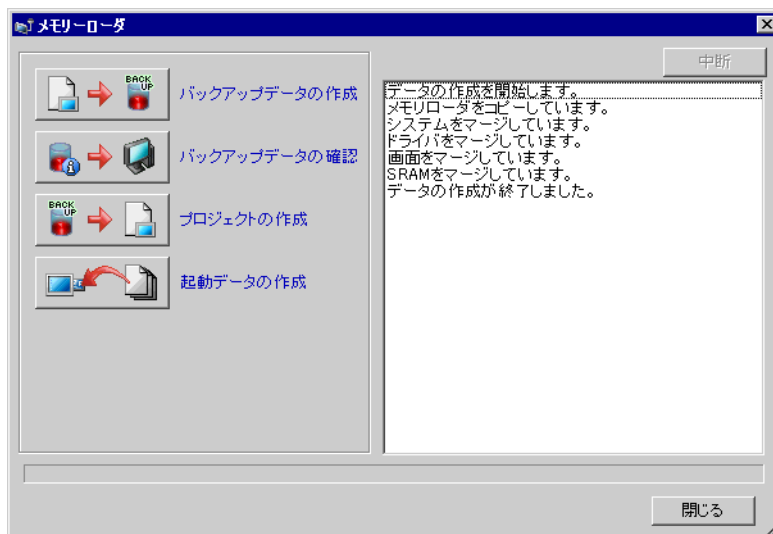 メモリーローダ
中断
BACK
UP
バックアップデータの作成
バックアップデータの確認
BACK
UP
プロジェクトの作成
起動データの作成
データの作成を開始します。
メモリローダをコピーしています。
システムをマージしています。
ドライバをマージしています。
画面をマージしています。
SRAMをマージしています。
データの作成が終了しました。
閉じる